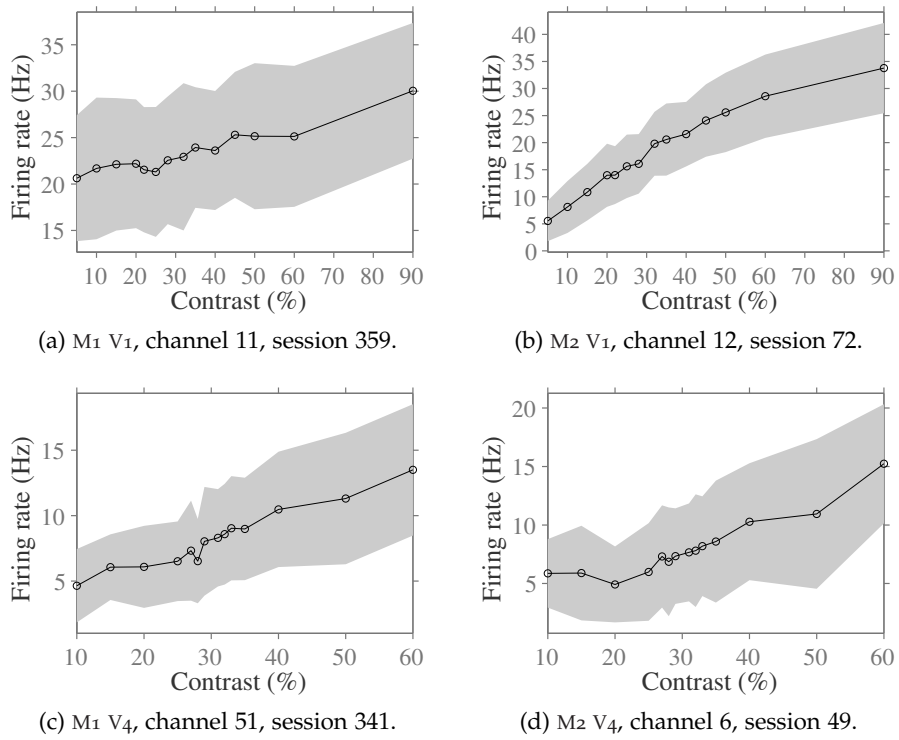 35
30
25
20
15
Firing rate (Hz)
10 20 30 40 50 60 70 80 90
Contrast (%)
(a) M1 V1, channel 11, session 359.
40
35
30
25
20
15
10
5
0
Firing rate (Hz)
10 20 30 40 50 60 70 80 90
Contrast (%)
(b) M2 V1, channel 12, session 72.
15
10
5
Firing rate (Hz)
10 20 30 40 50 60
Contrast (%)
(c) M1 V4, channel 51, session 341.
20
15
10
5
Firing rate (Hz)
10 20 30 40 50 60
Contrast (%)
(d) M2 V4, channel 6, session 49.